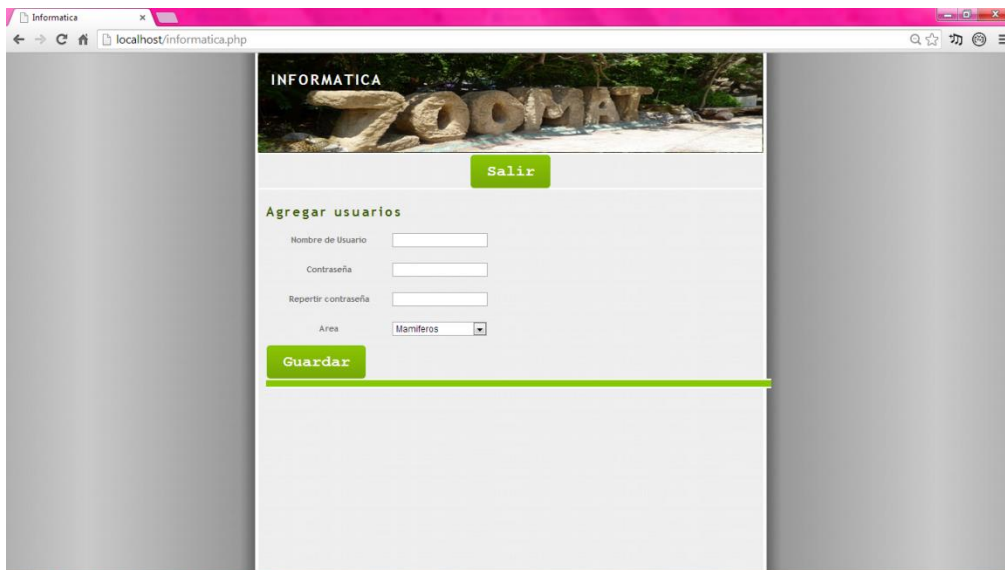 Informatica
localhost/informatica.php
INFORMATICA
ZOOMAT
Salir
Agregar usuarios
Nombre de Usuario
Contraseña
Repertir contraseña
Area
Mamiferos
Guardar